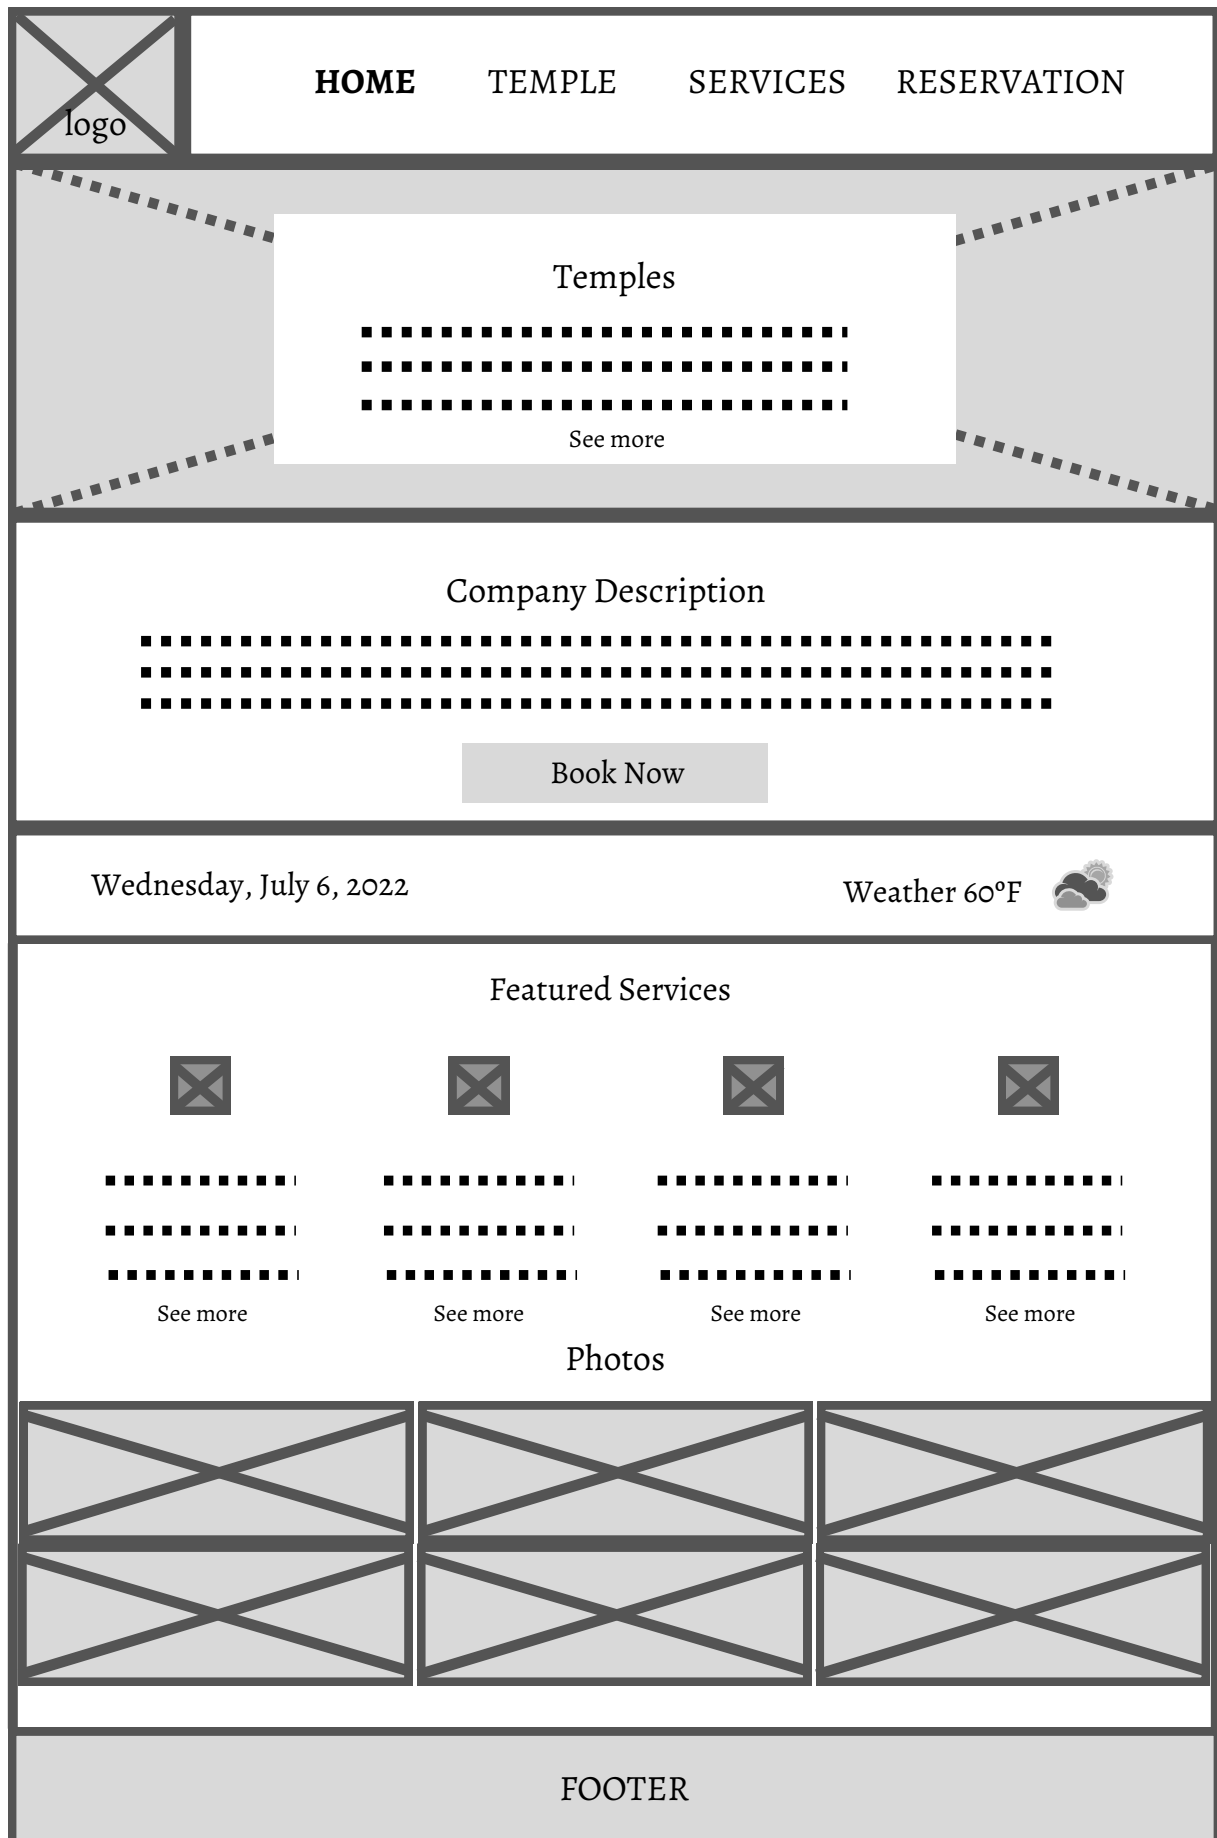 logo
HOME TEMPLE SERVICES RESERVATION
Temples
See more
Company Description
Book Now
Wednesday, July 6, 2022
Weather 60ºF
Featured Services
See more See more See more See more
Photos
FOOTER